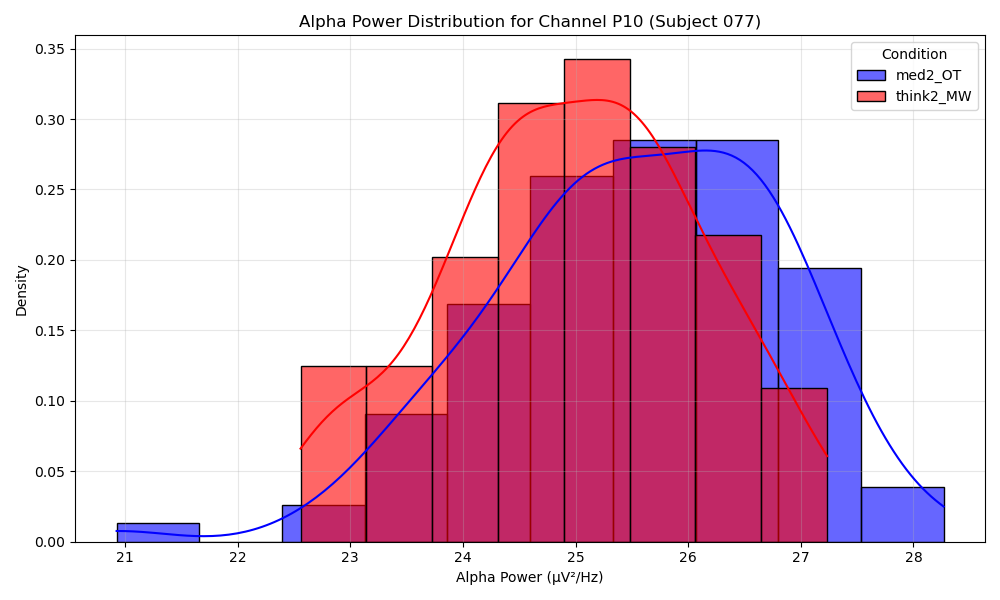 Alpha Power Distribution for Channel P10 (Subject 077)
Condition
med2_OT
think2_MW
Density
0.35
0.30
0.25
0.20
0.15
0.10
0.05
0.00
21 22 23 24 25 26 27 28
Alpha Power (µV²/Hz)